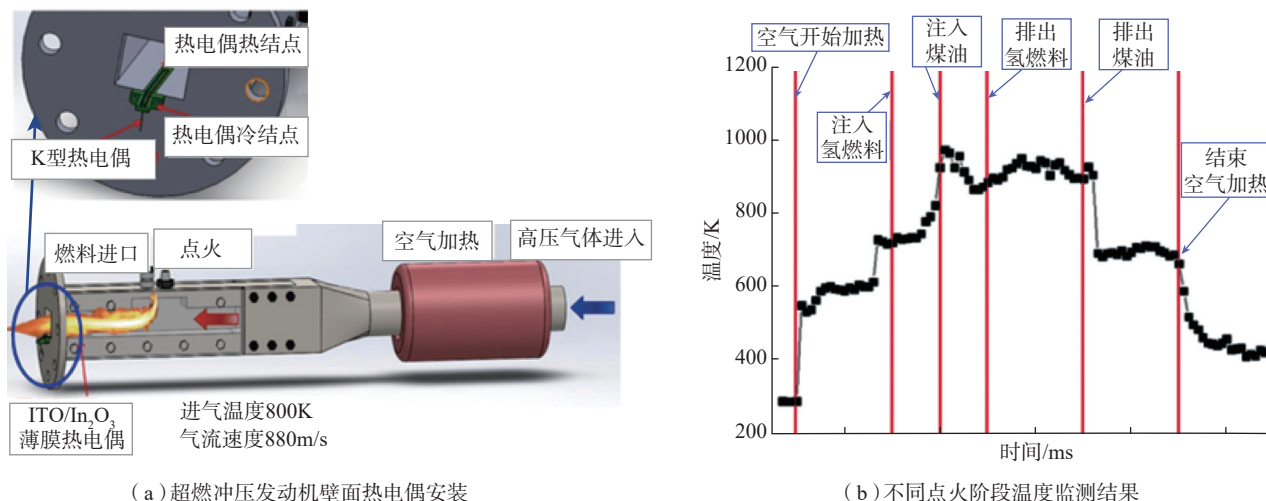 热电偶热结点
热电偶冷结点
K型热电偶
燃料进口
点火
空气加热
高压气体进入
ITO/In₂O₃
薄膜热电偶
进气温度800K
气流速度880m/s
(a)超燃冲压发动机壁面热电偶安装
空气开始加热
注入
煤油
排出
氢燃料
排出
煤油
注入
氢燃料
结束
空气加热
1200
1000
800
600
400
200
温度/K
时间/ms
(b)不同点火阶段温度监测结果